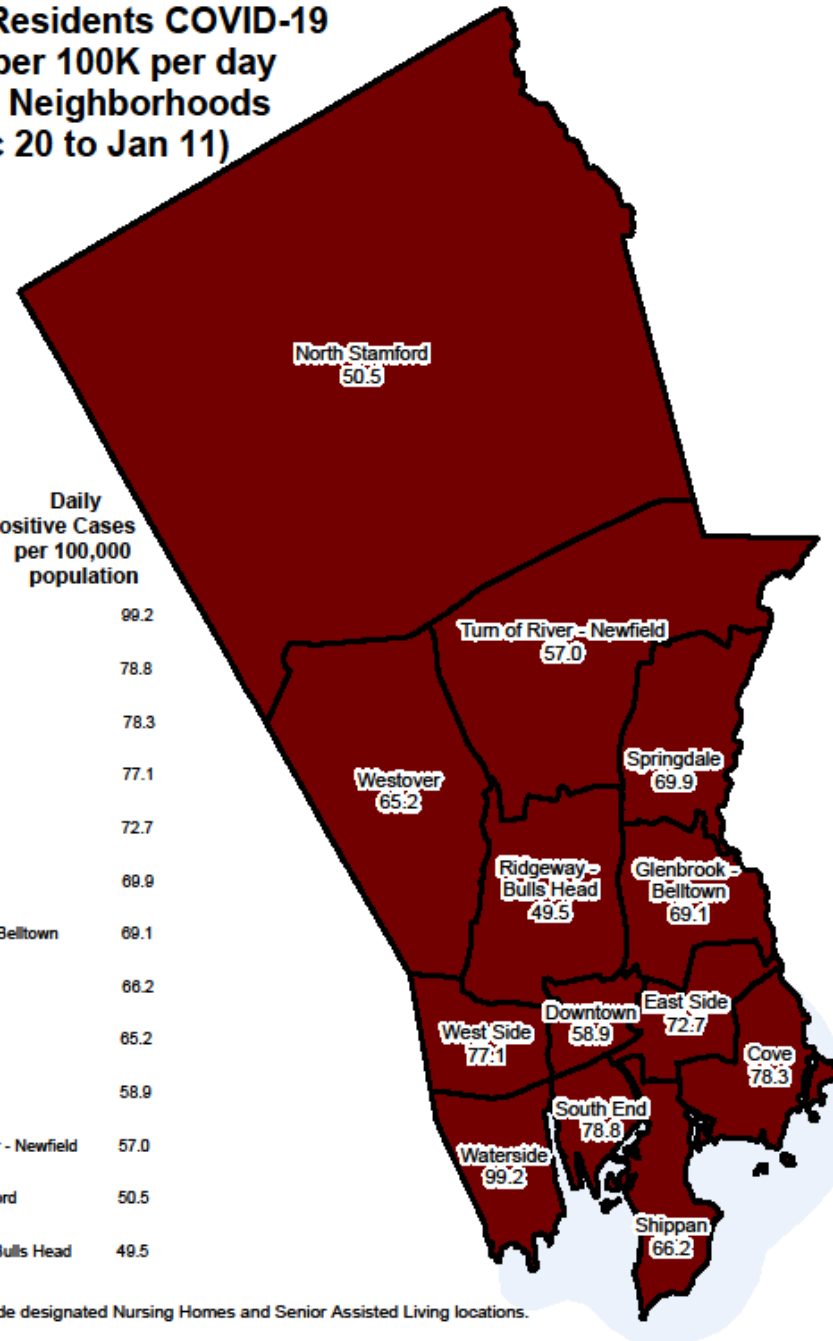 Residents COVID-19
per 100K per day
Neighborhoods
20 to Jan 11)
North Stamford
50.5
Daily
ositive Cases
per 100,000
population
99.2
78.8
78.3
77.1
72.7
69.9
Belltown 69.1
66.2
65.2
58.9
- Newfield 57.0
rd 50.5
Bulls Head 49.5
Turn of River - Newfield
57.0
Westover
65.2
Springdale
69.9
Ridgeway -
Bulls Head
49.5
Glenbrook -
Belltown
69.1
West Side
77.1
Downtown
58.9
East Side
72.7
Cove
78.3
South End
78.8
Waterside
99.2
Shippan
66.2
de designated Nursing Homes and Senior Assisted Living locations.